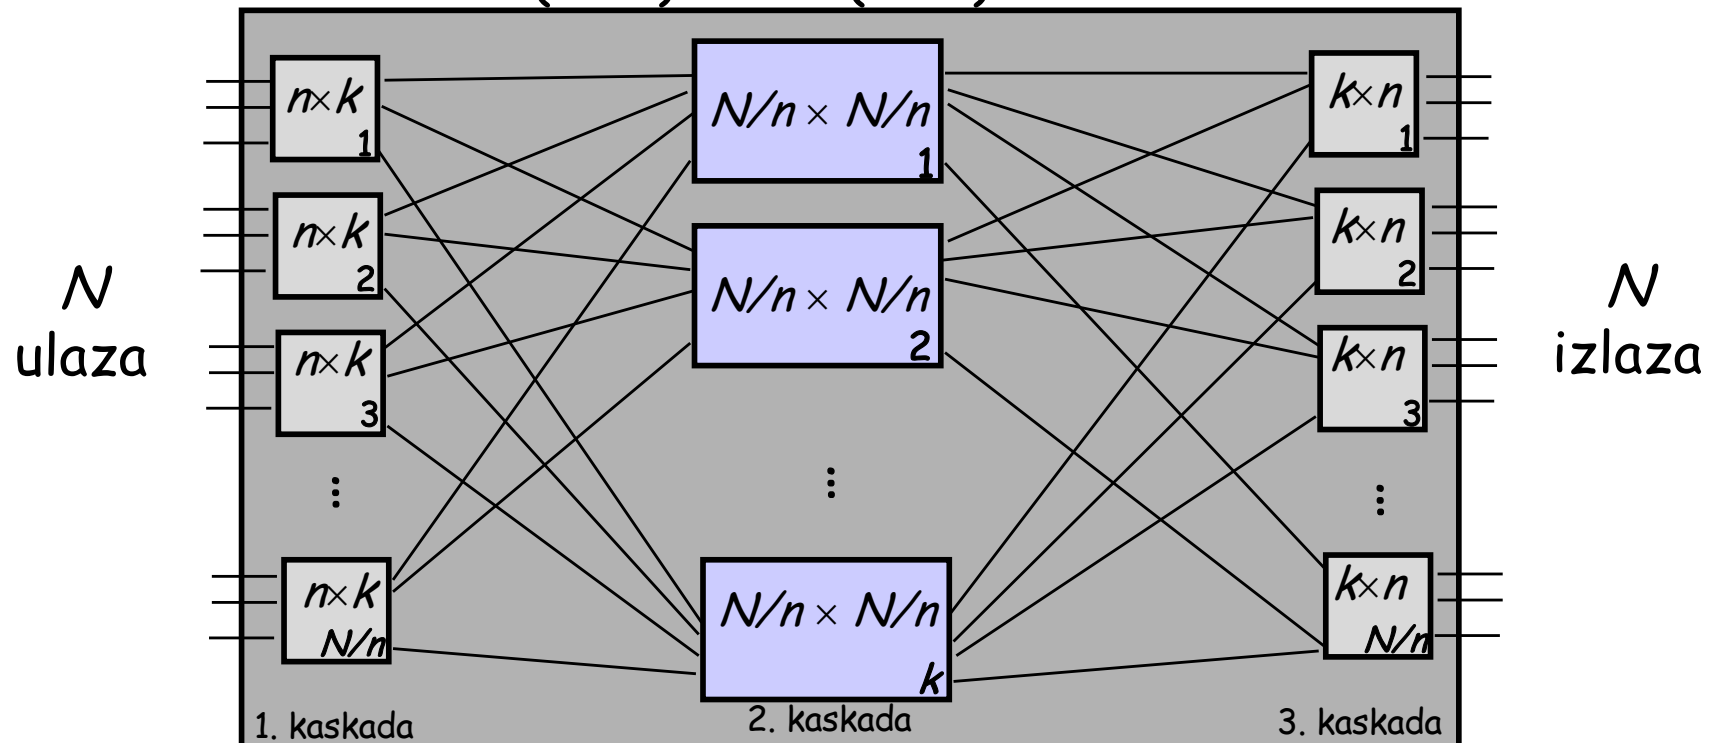 n×k
1
n×k
2
n×k
3
⋮
n×k
N/n
1. kaskada
N
ulaza
N/n × N/n
1
N/n × N/n
2
⋮
N/n × N/n
k
2. kaskada
k×n
1
k×n
2
k×n
3
⋮
k×n
N/n
3. kaskada
N
izlaza